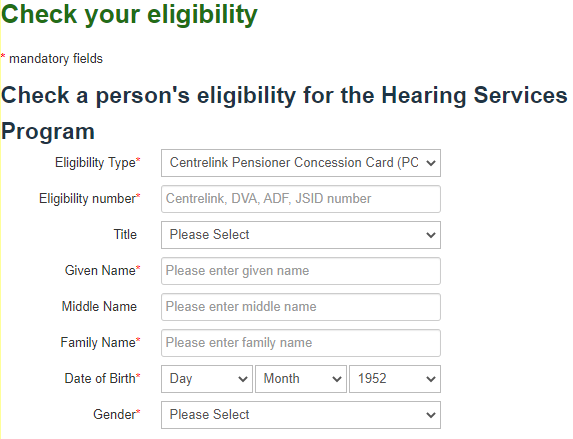 Check your eligibility
* mandatory fields
Check a person's eligibility for the Hearing Services
Program
Eligibility Type* Centrelink Pensioner Concession Card (PC
Eligibility number* Centrelink, DVA, ADF, JSID number
Title Please Select
Given Name* Please enter given name
Middle Name Please enter middle name
Family Name* Please enter family name
Date of Birth* Day Month 1952
Gender* Please Select